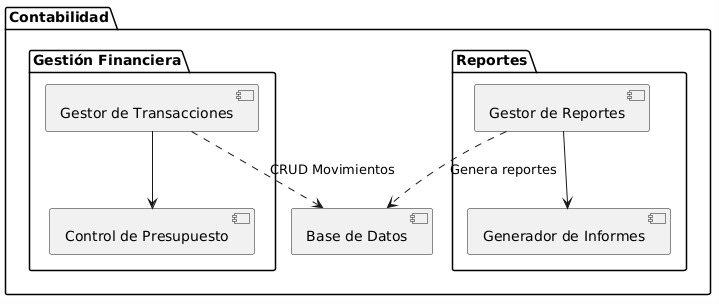 Contabilidad
Gestión Financiera
Reportes
Gestor de Transacciones
Gestor de Reportes
CRUD Movimientos
Genera reportes
Control de Presupuesto
Base de Datos
Generador de Informes